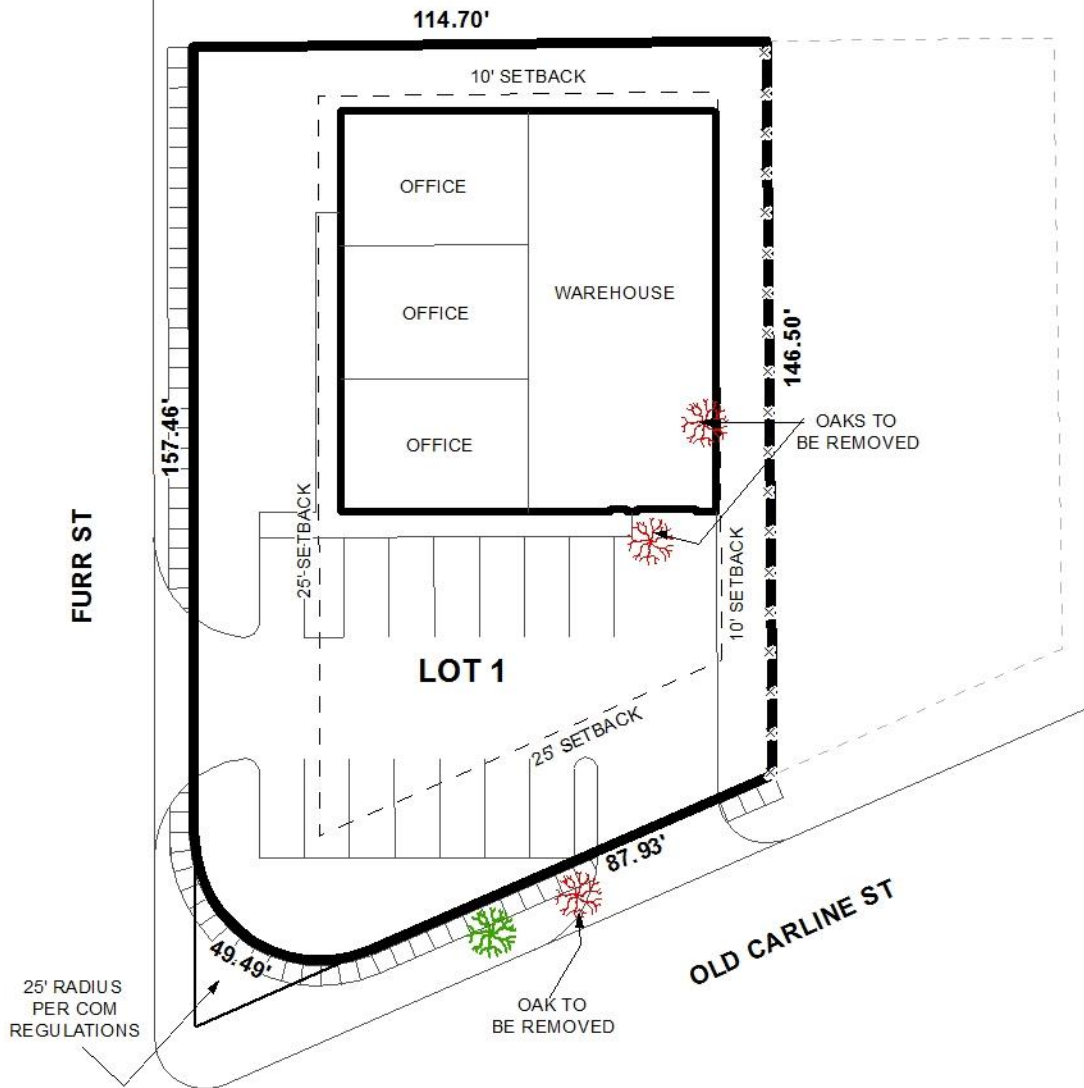 114.70'
10' SETBACK
OFFICE
WAREHOUSE
OFFICE
146.50'
OAKS TO
BE REMOVED
157.46'
OFFICE
FURR ST
25' SETBACK
10' SETBACK
LOT 1
25' SETBACK
87.93'
OLD CARLINE ST
49.49'
25' RADIUS
PER COM
REGULATIONS
OAK TO
BE REMOVED